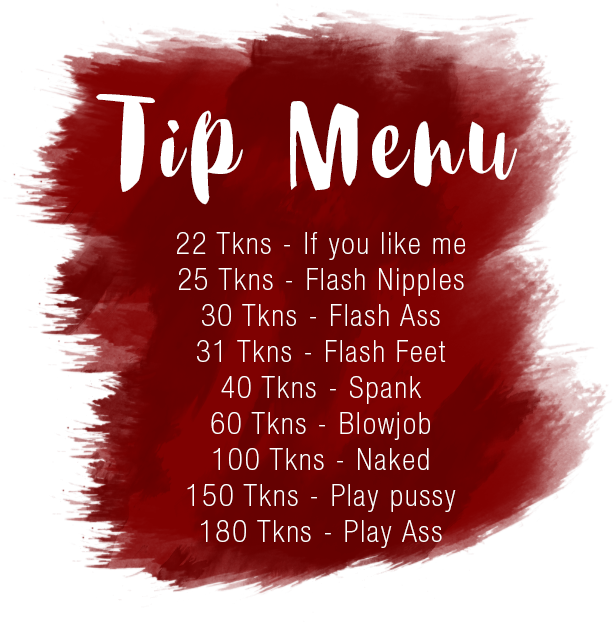 Tip Menu
22 Tkns - If you like me
25 Tkns - Flash Nipples
30 Tkns - Flash Ass
31 Tkns - Flash Feet
40 Tkns - Spank
60 Tkns - Blowjob
100 Tkns - Naked
150 Tkns - Play pussy
180 Tkns - Play Ass